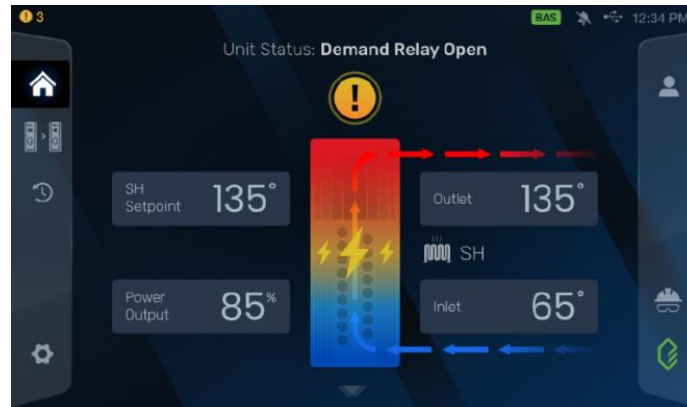 3
BAS
12:34 PM
Unit Status: Demand Relay Open
!
SH
Setpoint
135°
Outlet
135°
SH
Power
Output
85%
Inlet
65°